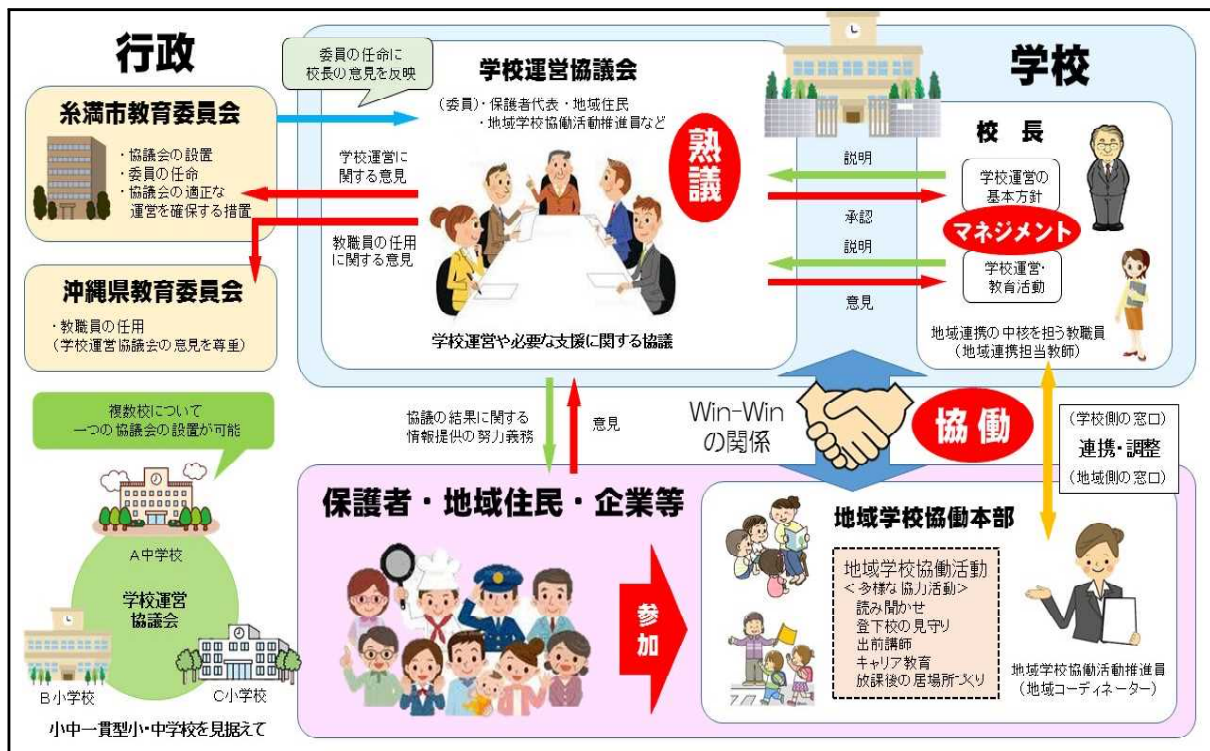 行政
糸満市教育委員会
・協議会の設置
・委員の任命
・協議会の適正な
運営を確保する措置
沖縄県教育委員会
・教職員の任用
（学校運営協議会の意見を尊重）
委員の任命に
校長の意見を反映
学校運営に
関する意見
教職員の任用
に関する意見
学校運営協議会
（委員）・保護者代表・地域住民
・地域学校協働活動推進員など
熟議
学校運営や必要な支援に関する協議
学校
校長
説明
承認
説明
意見
学校運営の
基本方針
マネジメント
学校運営・
教育活動
地域連携の中核を担う教職員
（地域連携担当教師）
複数校について
一つの協議会の設置が可能
A中学校
学校運営
協議会
B小学校
C小学校
小中一貫型小・中学校を見据えて
協議の結果に関する
情報提供の努力義務
意見
Win-Win
の関係
協働
（学校側の窓口）
連携・調整
（地域側の窓口）
保護者・地域住民・企業等
参加
地域学校協働本部
地域学校協働活動
＜多様な協力活動＞
読み聞かせ
登下校の見守り
出前講師
キャリア教育
放課後の居場所づくり
地域学校協働活動推進員
（地域コーディネーター）